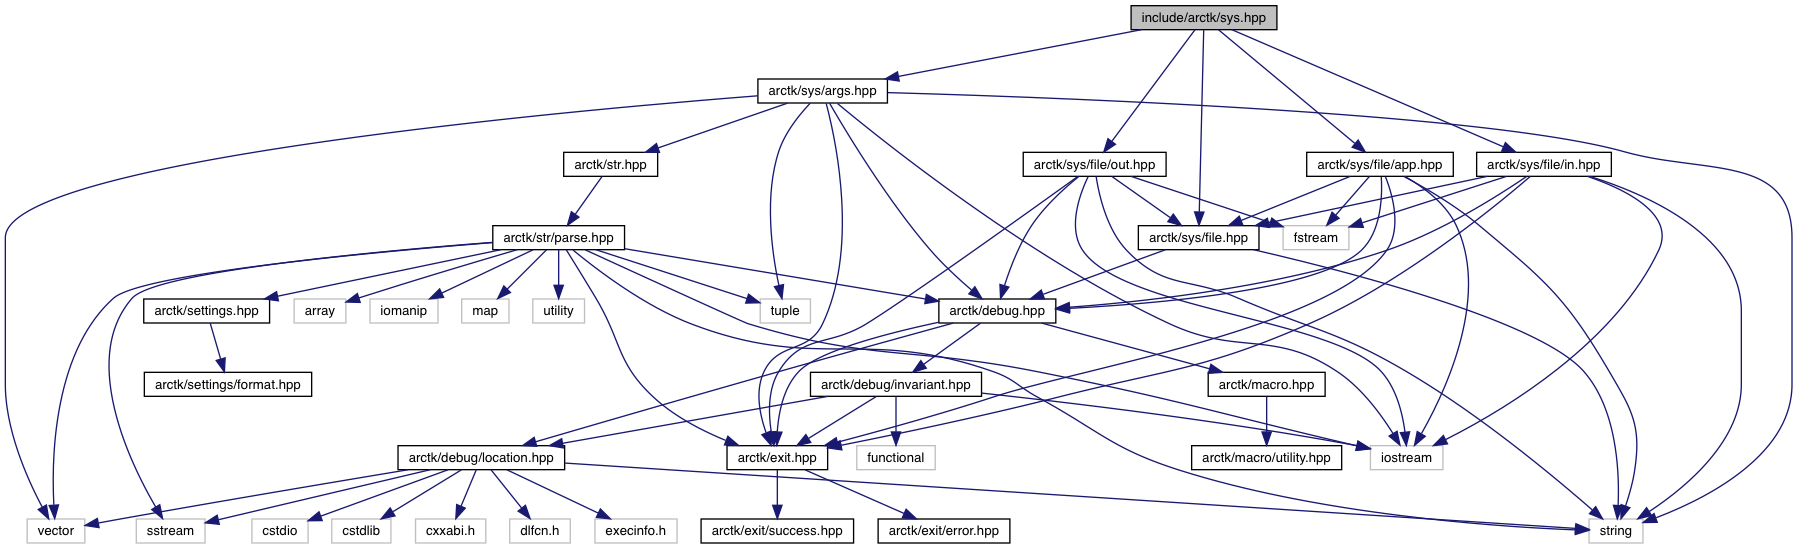 include/arctk/sys.hpp
arctk/sys/args.hpp
arctk/str.hpp
arctk/sys/file/out.hpp
arctk/sys/file/app.hpp
arctk/sys/file/in.hpp
arctk/str/parse.hpp
arctk/sys/file.hpp
fstream
arctk/settings.hpp
array
iomanip
map
utility
tuple
arctk/debug.hpp
arctk/settings/format.hpp
arctk/debug/invariant.hpp
arctk/macro.hpp
arctk/debug/location.hpp
arctk/exit.hpp
functional
arctk/macro/utility.hpp
iostream
vector
sstream
cstdio
cstdlib
cxxabi.h
dlfcn.h
execinfo.h
arctk/exit/success.hpp
arctk/exit/error.hpp
string